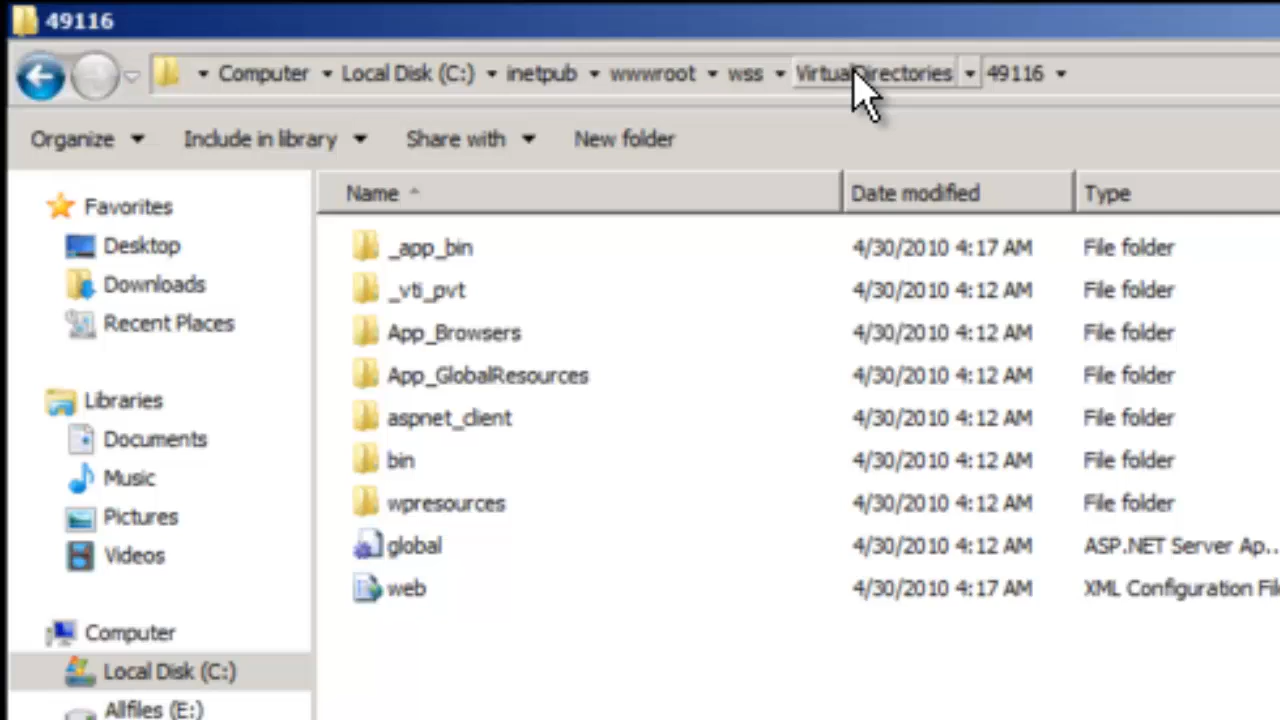 49116
Computer Local Disk (C:) inetpub wwwroot wss VirtualDirectories 49116
Organize Include in library Share with New folder
Name Date modified Type
Favorites
Desktop
Downloads
Recent Places
Libraries
Documents
Music
Pictures
Videos
Computer
Local Disk (C:)
Allfiles (E:)
_app_bin 4/30/2010 4:17 AM File folder
_vti_pvt 4/30/2010 4:12 AM File folder
App_Browsers 4/30/2010 4:12 AM File folder
App_GlobalResources 4/30/2010 4:12 AM File folder
aspnet_client 4/30/2010 4:12 AM File folder
bin 4/30/2010 4:12 AM File folder
wpresources 4/30/2010 4:12 AM File folder
global 4/30/2010 4:12 AM ASP.NET Server Ap...
web 4/30/2010 4:17 AM XML Configuration File